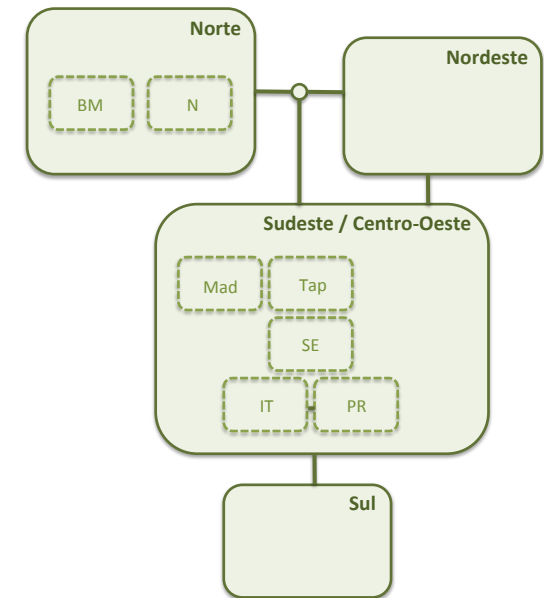 Norte
Nordeste
BM
N
Sudeste / Centro-Oeste
Mad
Tap
SE
IT
PR
Sul